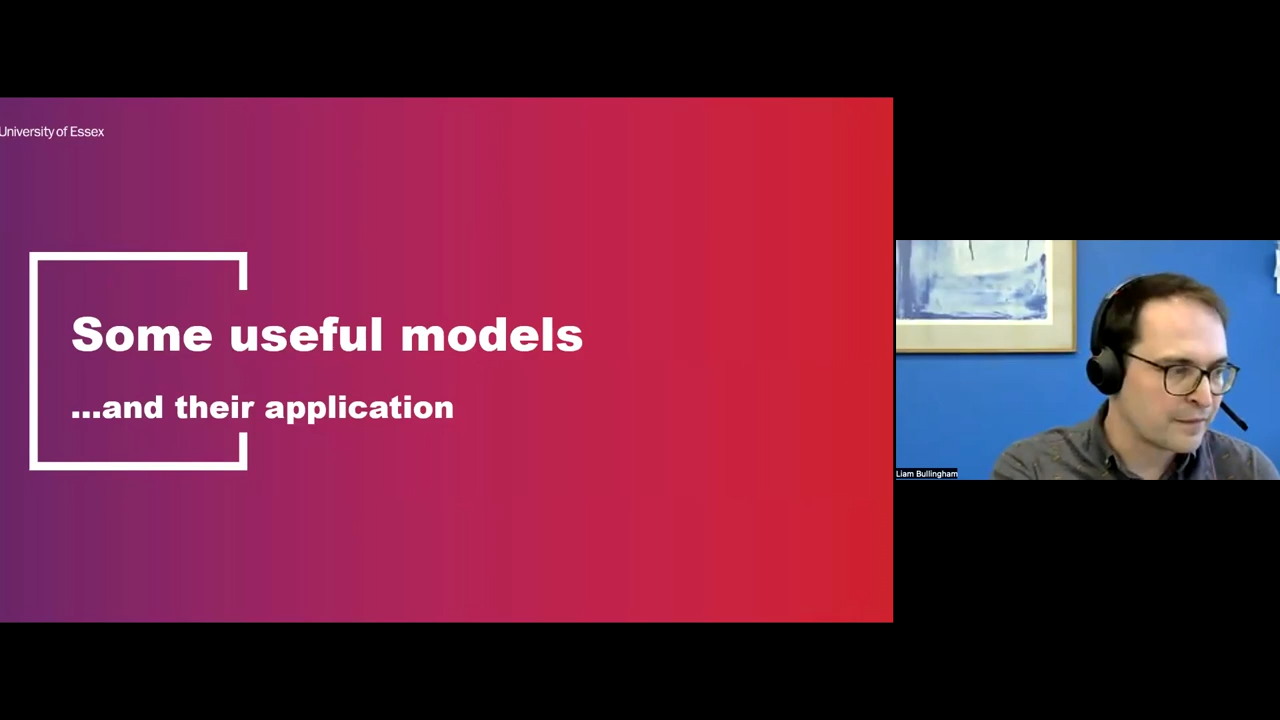 University of Essex
Some useful models
...and their application
Liam Bullingham